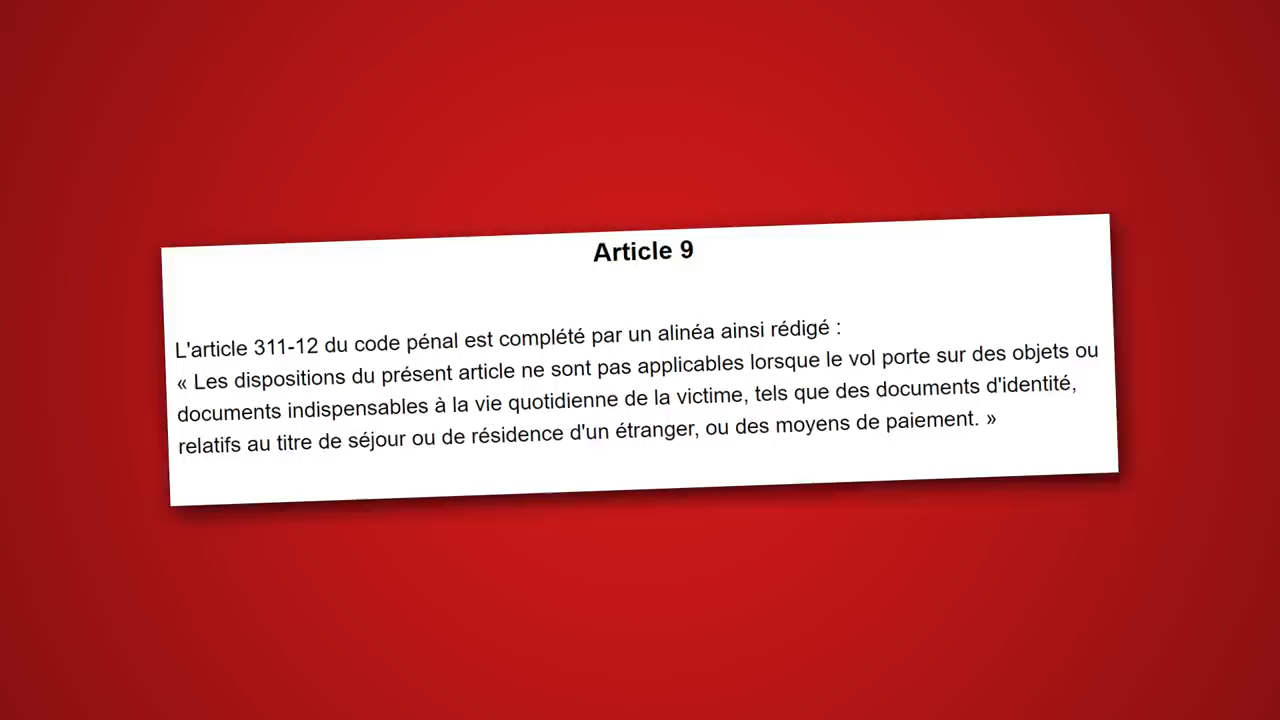 Article 9
L'article 311-12 du code pénal est complété par un alinéa ainsi rédigé :
« Les dispositions du présent article ne sont pas applicables lorsque le vol porte sur des objets ou
documents indispensables à la vie quotidienne de la victime, tels que des documents d'identité,
relatifs au titre de séjour ou de résidence d'un étranger, ou des moyens de paiement. »